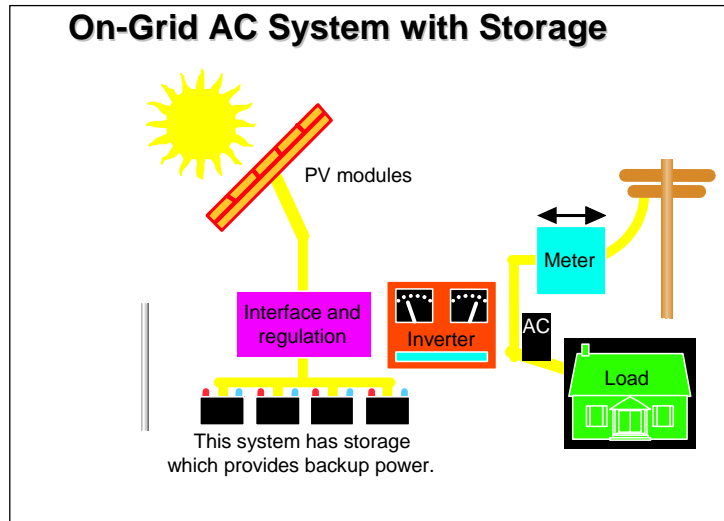 On-Grid AC System with Storage
PV modules
Meter
Interface and
regulation
Inverter
AC
Load
This system has storage
which provides backup power.